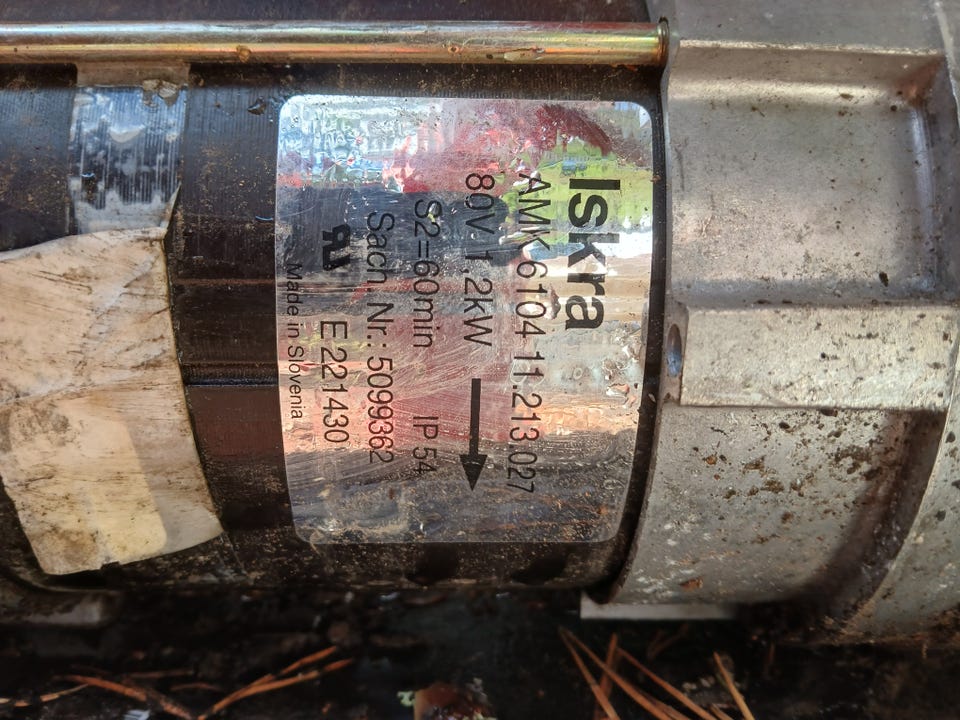 Iskra
AMK 6104 11.213.027
80V 1,2kW
S2=60min IP 54
Sach. Nr.: 5099362
E 221430
Made in Slovenia